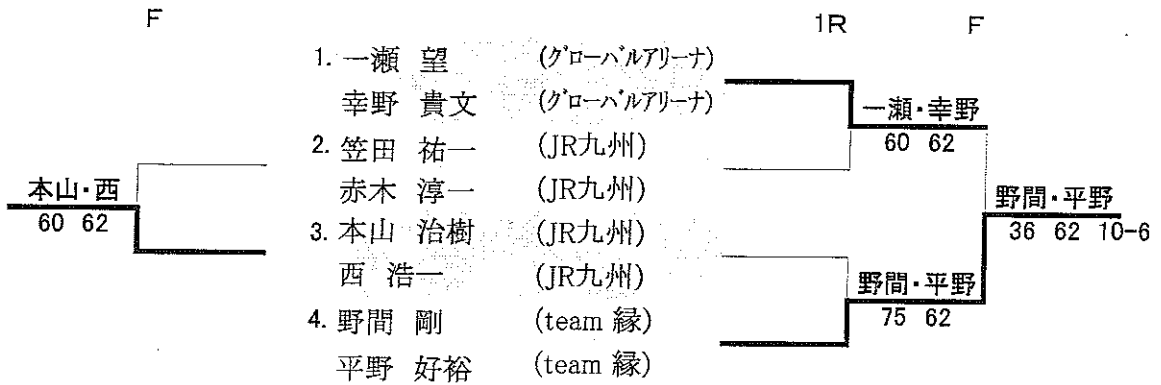 F
1R F
1. 一瀬 望 (グローバルアリーナ)
幸野 貴文 (グローバルアリーナ)
一瀬・幸野
60 62
2. 笠田 祐一 (JR九州)
赤木 淳一 (JR九州)
本山・西
60 62
野間・平野
36 62 10-6
3. 本山 治樹 (JR九州)
西 浩一 (JR九州)
野間・平野
75 62
4. 野間 剛 (team 縁)
平野 好裕 (team 縁)